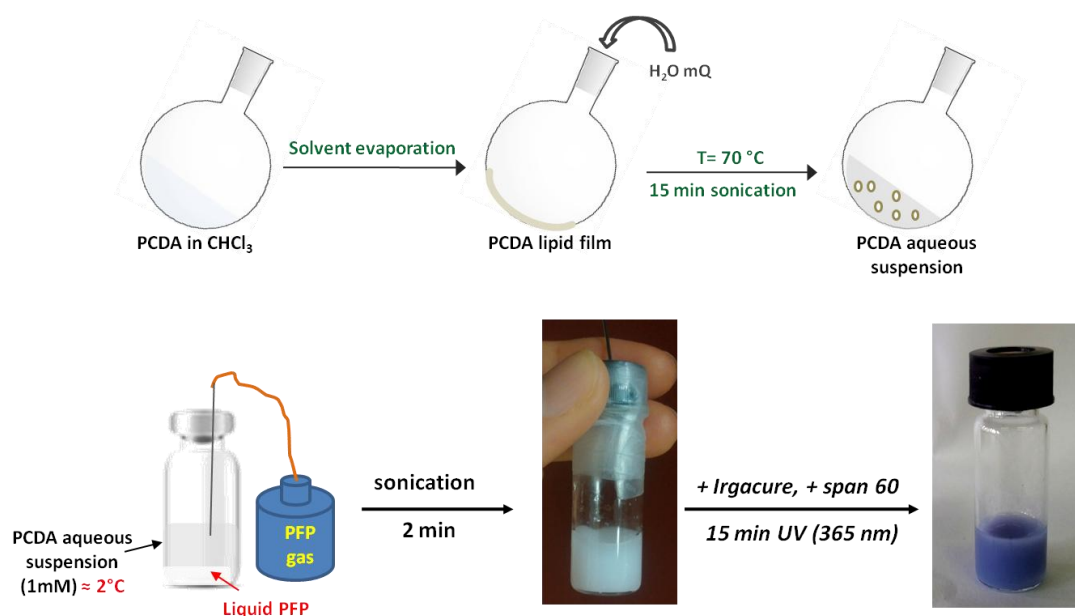 H₂O mQ
Solvent evaporation
T= 70 °C
15 min sonication
PCDA in CHCl₃
PCDA lipid film
PCDA aqueous
suspension
sonication
2 min
+ Irgacure, + span 60
15 min UV (365 nm)
PFP
gas
PCDA aqueous
suspension
(1mM) ≈ 2°C
Liquid PFP